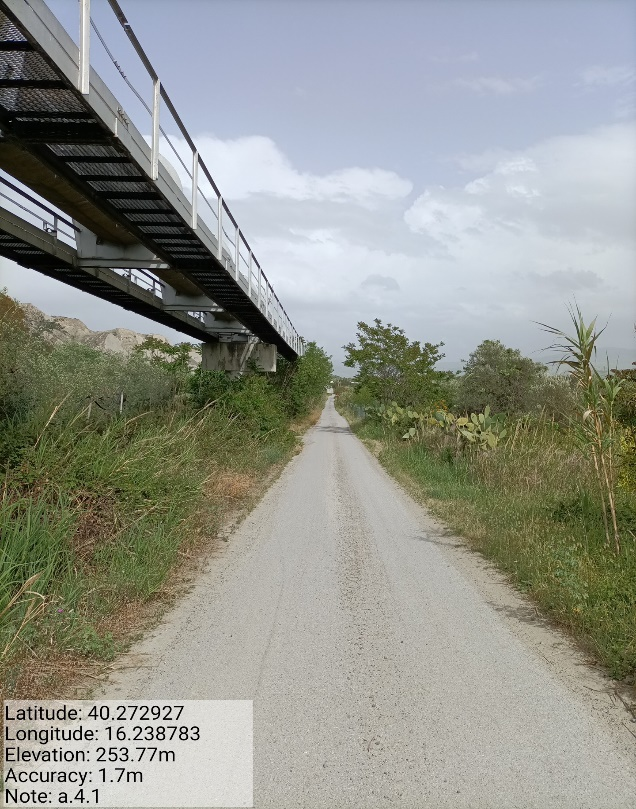 Latitude: 40.272927
Longitude: 16.238783
Elevation: 253.77m
Accuracy: 1.7m
Note: a.4.1